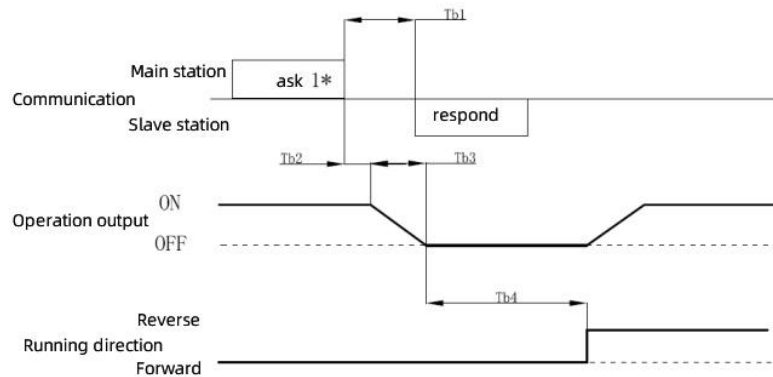 Tb1
Main station
ask 1*
Communication
respond
Slave station
Tb2
Tb3
ON
Operation output
OFF
Tb4
Reverse
Running direction
Forward